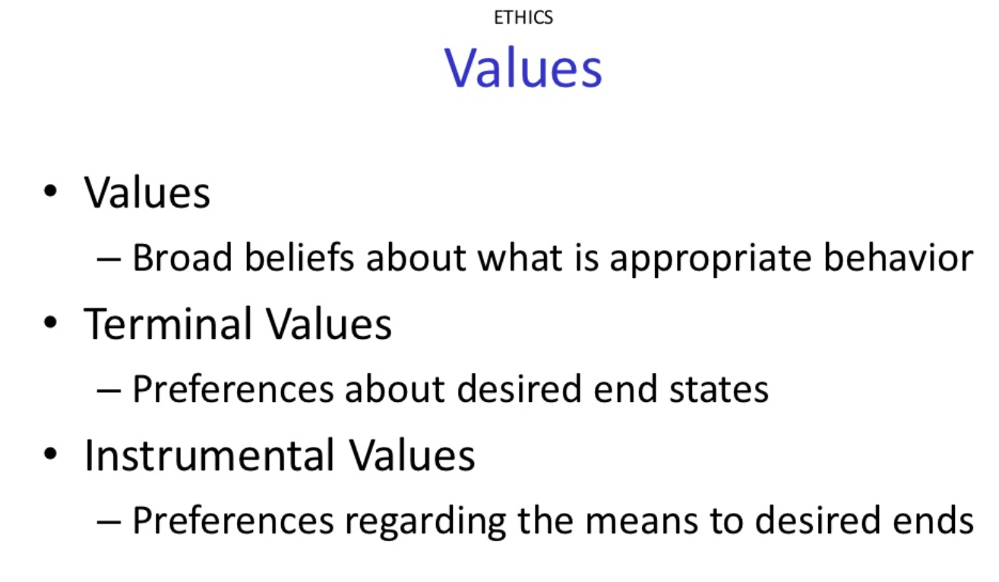 ETHICS
Values
• Values
– Broad beliefs about what is appropriate behavior
• Terminal Values
– Preferences about desired end states
• Instrumental Values
– Preferences regarding the means to desired ends